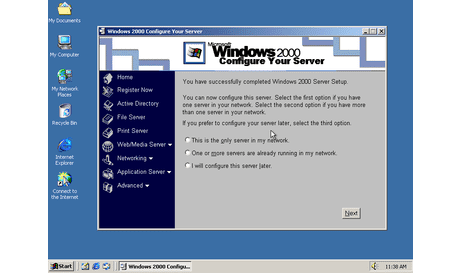 My Documents
My Computer
My Network
Places
Recycle Bin
Internet
Explorer
Connect to
the Internet
Windows 2000 Configure Your Server
Microsoft
Windows 2000
Configure Your Server
Home
Register Now
Active Directory
File Server
Print Server
Web/Media Server
Networking
Application Server
Advanced
You have successfully completed Windows 2000 Server Setup.
You can now configure this server. Select the first option if you have
one server in your network. Select the second option if you have more
than one server in your network.
If you prefer to configure your server later, select the third option.
This is the only server in my network.
One or more servers are already running in my network.
I will configure this server later.
Next
Start
Windows 2000 Configu...
11:38 AM